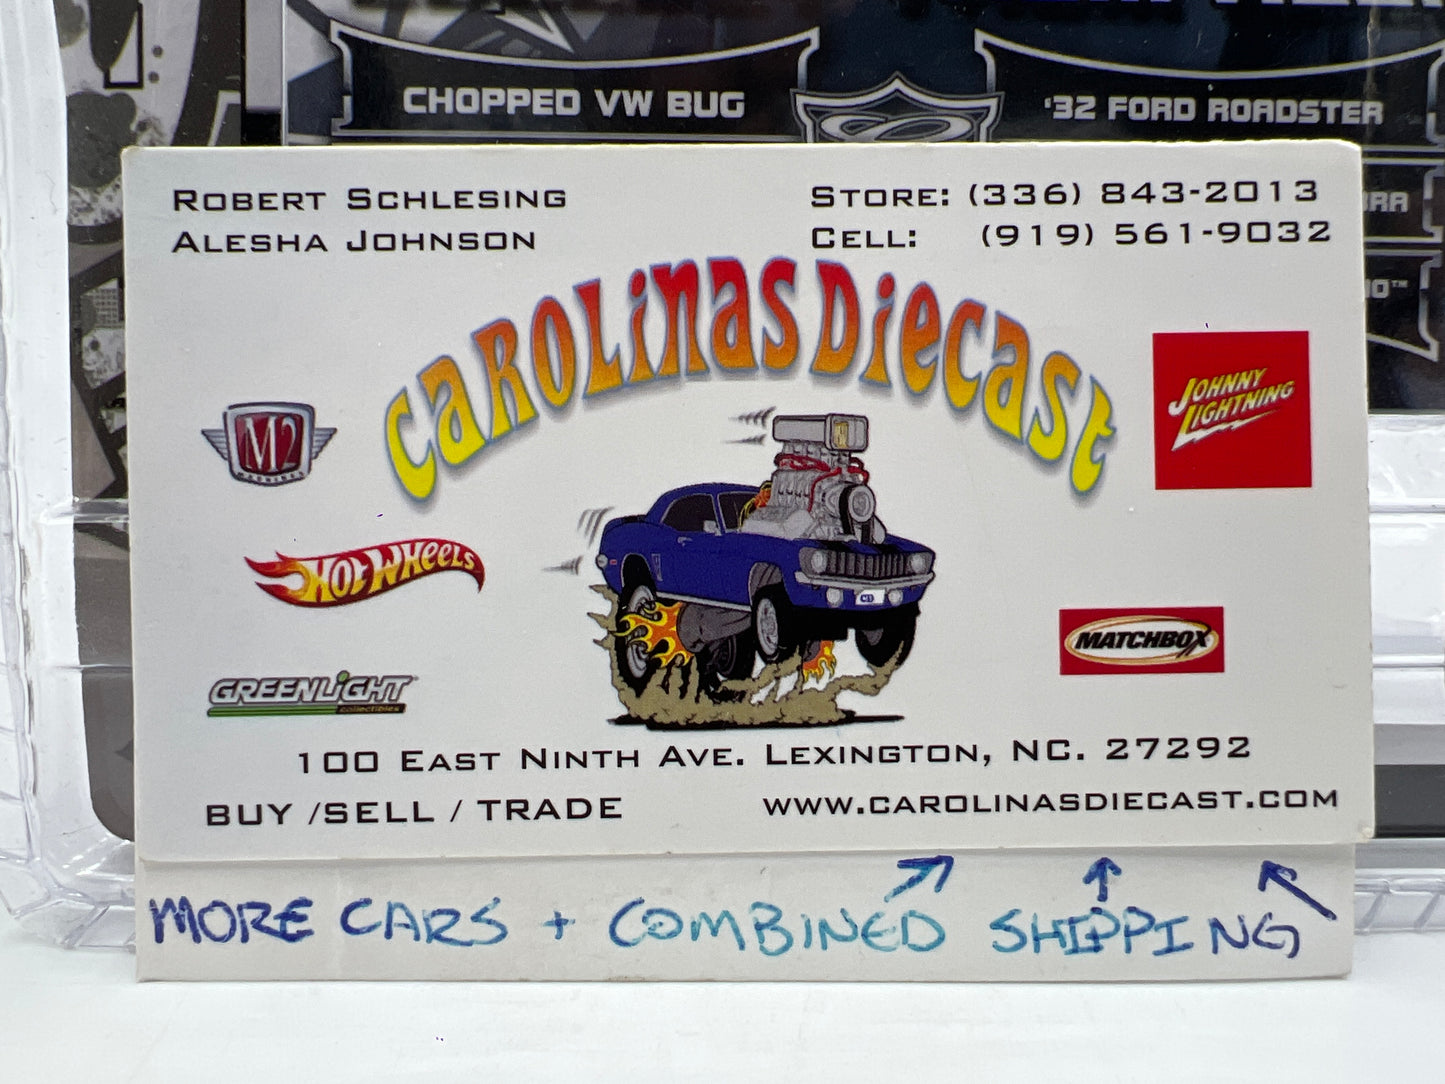 CHOPPED VW BUG
'32 FORD ROADSTER
ROBERT SCHLESING
ALESHA JOHNSON
STORE: (336) 843-2013
CELL: (919) 561-9032
CAROLINAS DIECAST
M2
MACHINES
JOHNNY
LIGHTNING
HOT WHEELS
MATCHBOX
GREENLIGHT
collectibles
100 EAST NINTH AVE. LEXINGTON, NC. 27292
BUY /SELL / TRADE
WWW.CAROLINASDIECAST.COM
MORE CARS + COMBINED SHIPPING